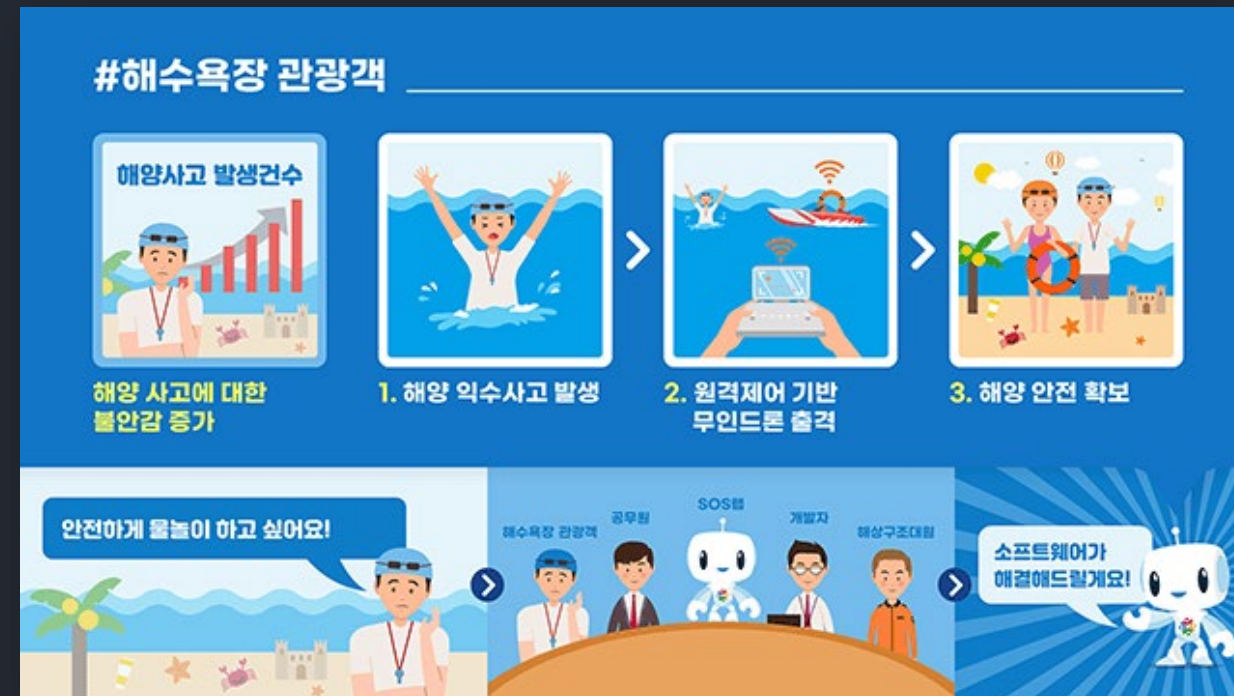 #해수욕장 관광객
해양사고 발생건수
해양 사고에 대한
불안감 증가
1. 해양 익수사고 발생
2. 원격제어 기반
무인드론 출격
3. 해양 안전 확보
안전하게 물놀이 하고 싶어요!
해수욕장 관광객
공무원
SOS랩
개발자
해상구조대원
소프트웨어가
해결해드릴게요!